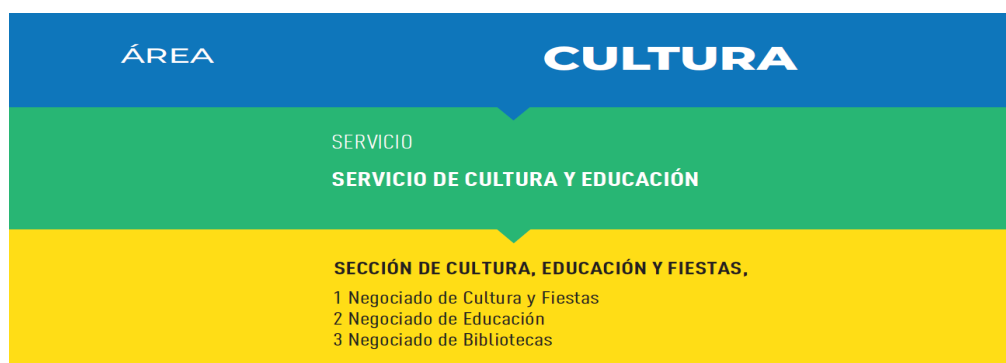 ÁREA
CULTURA
SERVICIO
SERVICIO DE CULTURA Y EDUCACIÓN
SECCIÓN DE CULTURA, EDUCACIÓN Y FIESTAS,
1 Negociado de Cultura y Fiestas
2 Negociado de Educación
3 Negociado de Bibliotecas